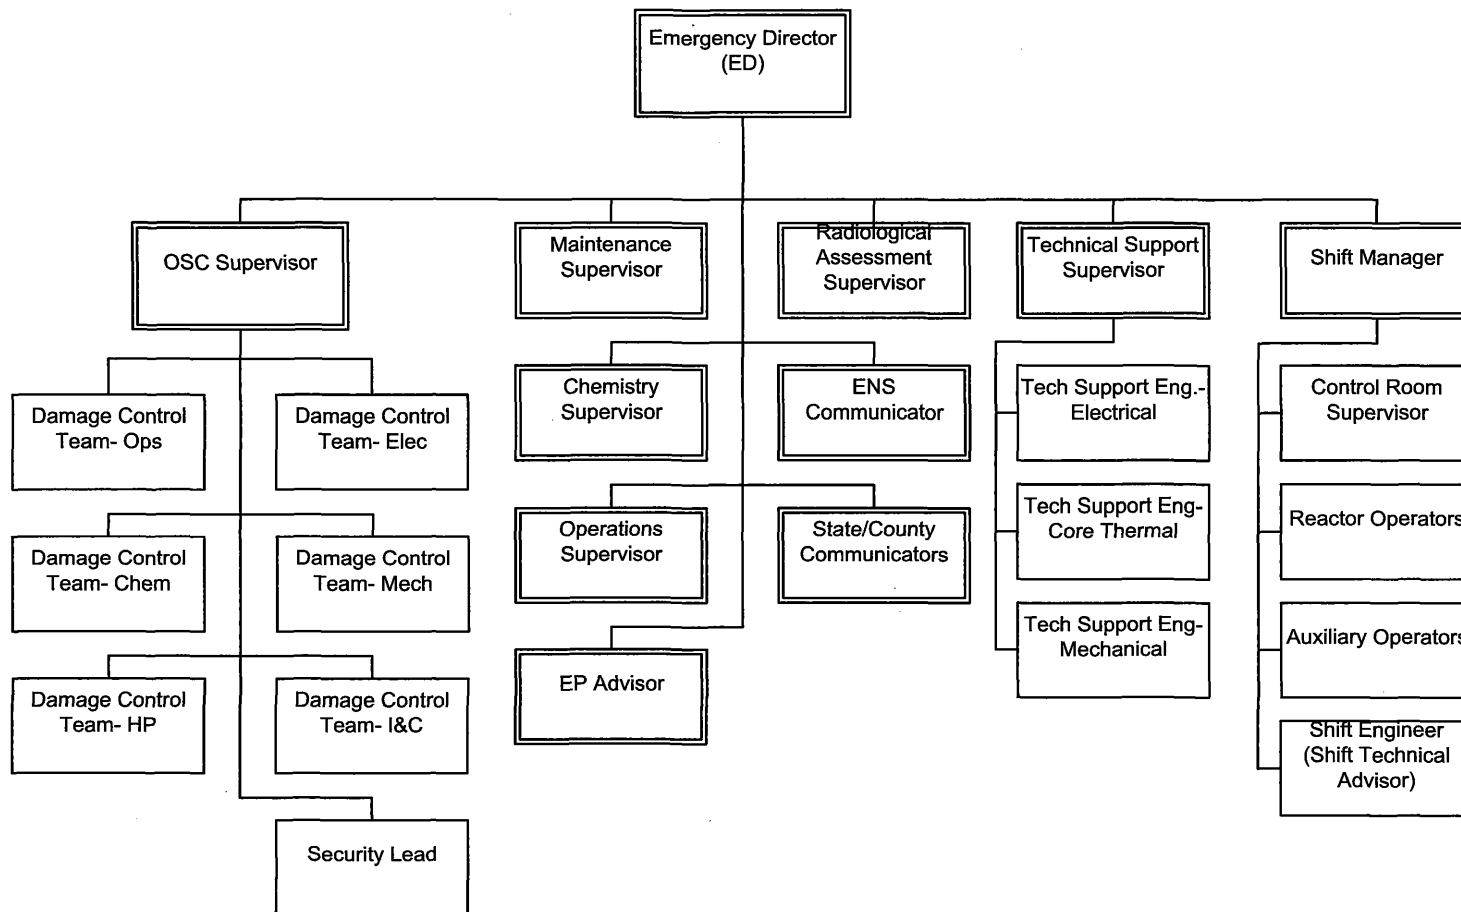 Emergency Director
(ED)
OSC Supervisor
Maintenance
Supervisor
Radiological
Assessment
Supervisor
Technical Support
Supervisor
Shift Manager
Damage Control
Team- Ops
Damage Control
Team- Elec
Chemistry
Supervisor
ENS
Communicator
Tech Support Eng.-
Electrical
Control Room
Supervisor
Damage Control
Team- Chem
Damage Control
Team- Mech
Operations
Supervisor
State/County
Communicators
Tech Support Eng-
Core Thermal
Reactor Operators
Damage Control
Team- HP
Damage Control
Team- I&C
EP Advisor
Tech Support Eng-
Mechanical
Auxiliary Operators
Shift Engineer
(Shift Technical
Advisor)
Security Lead